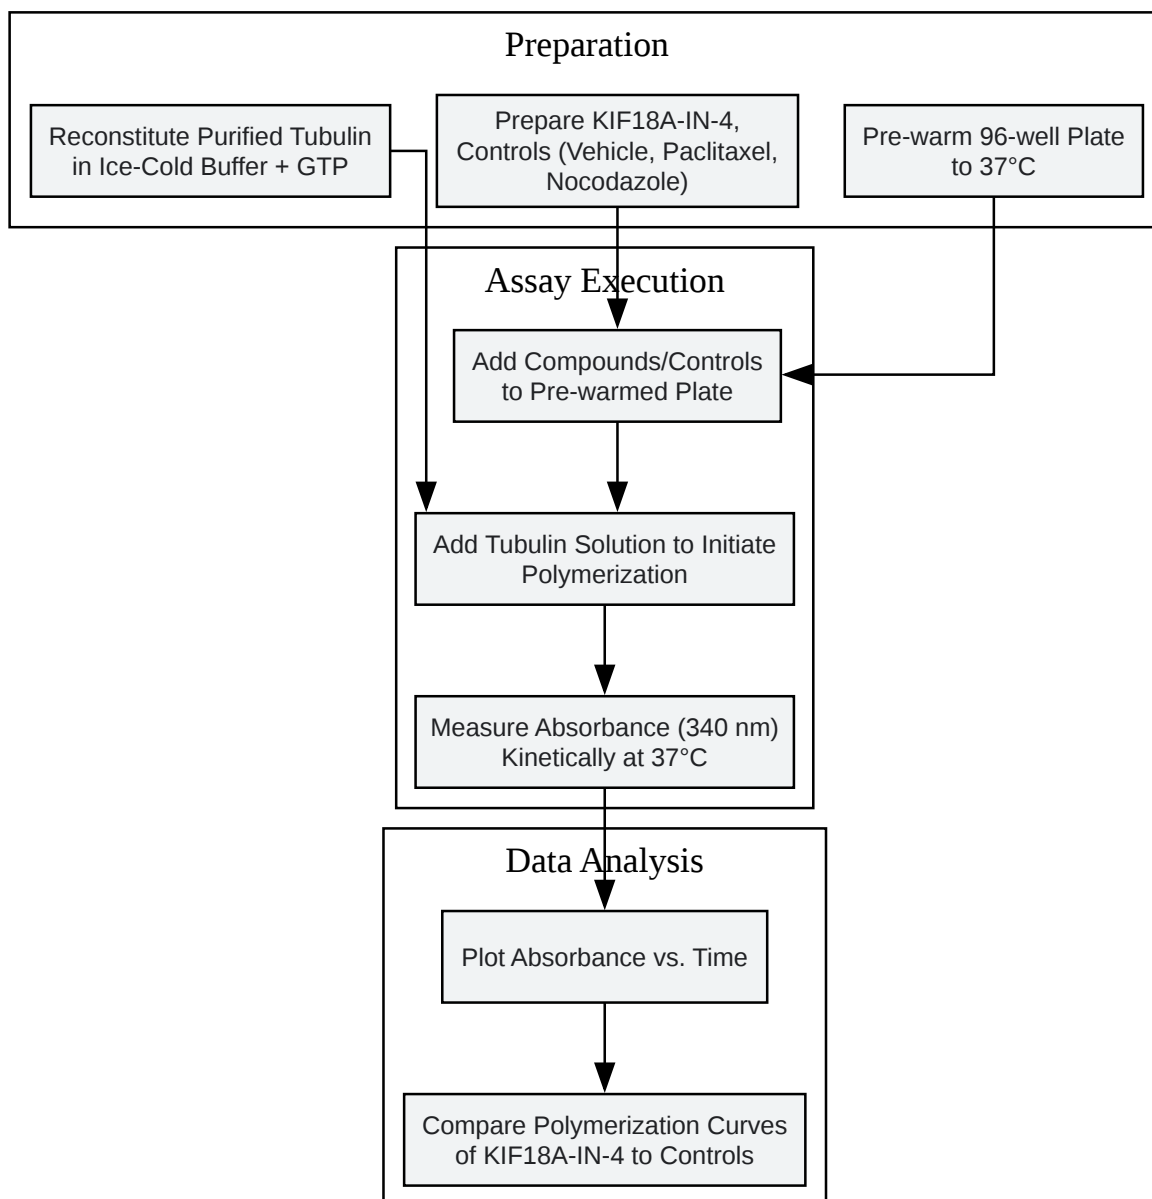 Preparation
Reconstitute Purified Tubulin
in Ice-Cold Buffer + GTP
Prepare KIF18A-IN-4,
Controls (Vehicle, Paclitaxel,
Nocodazole)
Pre-warm 96-well Plate
to 37°C
Assay Execution
Add Compounds/Controls
to Pre-warmed Plate
Add Tubulin Solution to Initiate
Polymerization
Measure Absorbance (340 nm)
Kinetically at 37°C
Data Analysis
Plot Absorbance vs. Time
Compare Polymerization Curves
of KIF18A-IN-4 to Controls